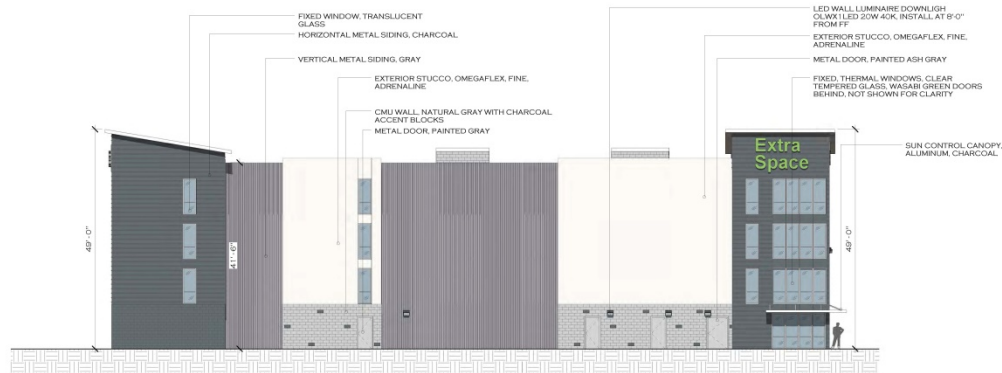 FIXED WINDOW, TRANSLUCENT
GLASS
HORIZONTAL METAL SIDING, CHARCOAL
VERTICAL METAL SIDING, GRAY
EXTERIOR STUCCO, OMEGAFLEX, FINE,
ADRENALINE
CMU WALL, NATURAL GRAY WITH CHARCOAL
ACCENT BLOCKS
METAL DOOR, PAINTED GRAY
LED WALL LUMINAIRE DOWNLIGH
OLWX1LED 20W 40K, INSTALL AT 8'-0"
FROM FF
EXTERIOR STUCCO, OMEGAFLEX, FINE,
ADRENALINE
METAL DOOR, PAINTED ASH GRAY
FIXED, THERMAL WINDOWS, CLEAR
TEMPERED GLASS, WASABI GREEN DOORS
BEHIND, NOT SHOWN FOR CLARITY
SUN CONTROL CANOPY,
ALUMINUM, CHARCOAL
Extra
Space
49'-0"
41'-6"
49'-0"